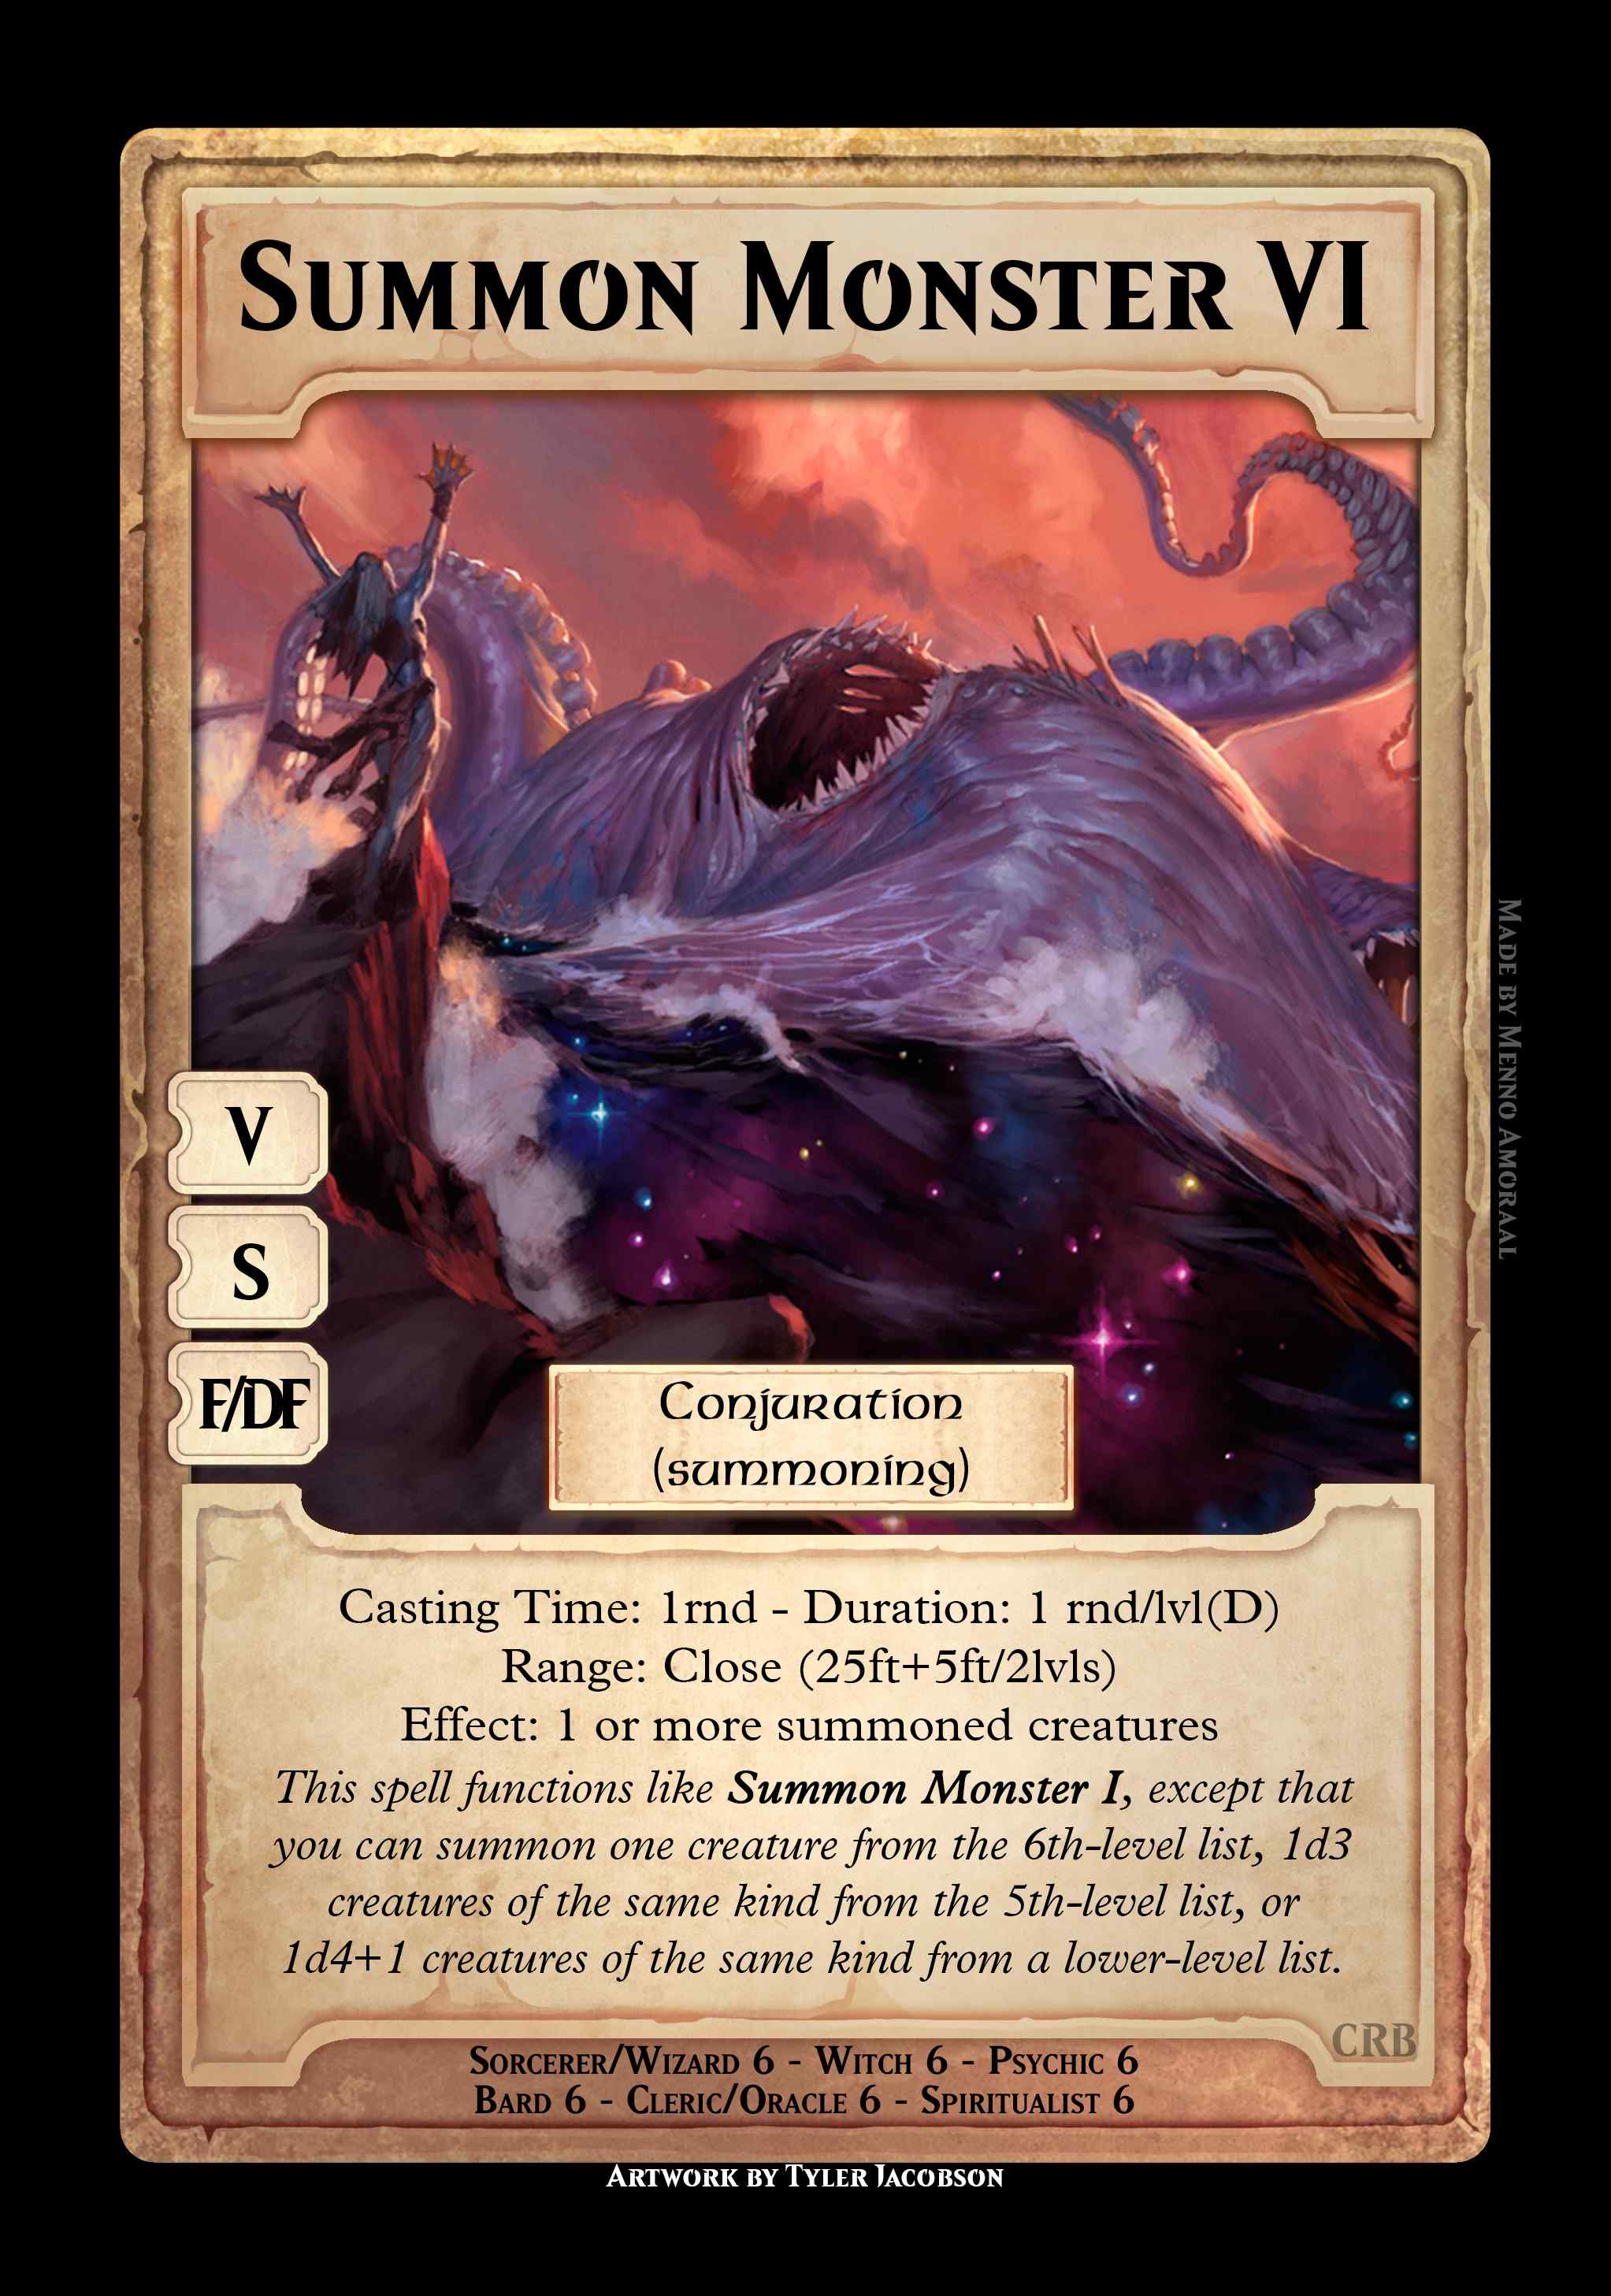 Summon Monster VI
V
S
F/DF
Conjuration
(summoning)
Casting Time: 1rnd - Duration: 1 rnd/lvl(D)
Range: Close (25ft+5ft/2lvls)
Effect: 1 or more summoned creatures
This spell functions like Summon Monster I, except that
you can summon one creature from the 6th-level list, 1d3
creatures of the same kind from the 5th-level list, or
1d4+1 creatures of the same kind from a lower-level list.
CRB
Sorcerer/Wizard 6 - Witch 6 - Psychic 6
Bard 6 - Cleric/Oracle 6 - Spiritualist 6
Artwork by Tyler Jacobson
Made by Menno Amoraal